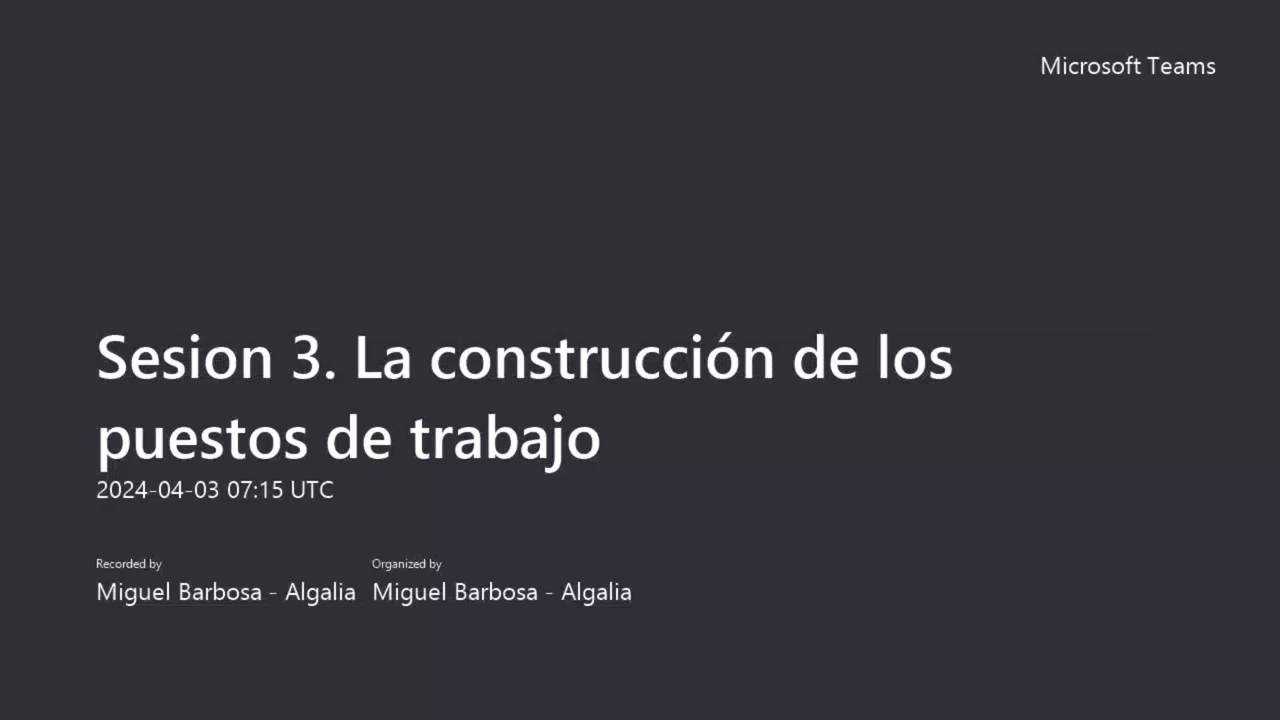 Microsoft Teams
Sesion 3. La construcción de los
puestos de trabajo
2024-04-03 07:15 UTC
Recorded by Organized by
Miguel Barbosa - Algalia Miguel Barbosa - Algalia